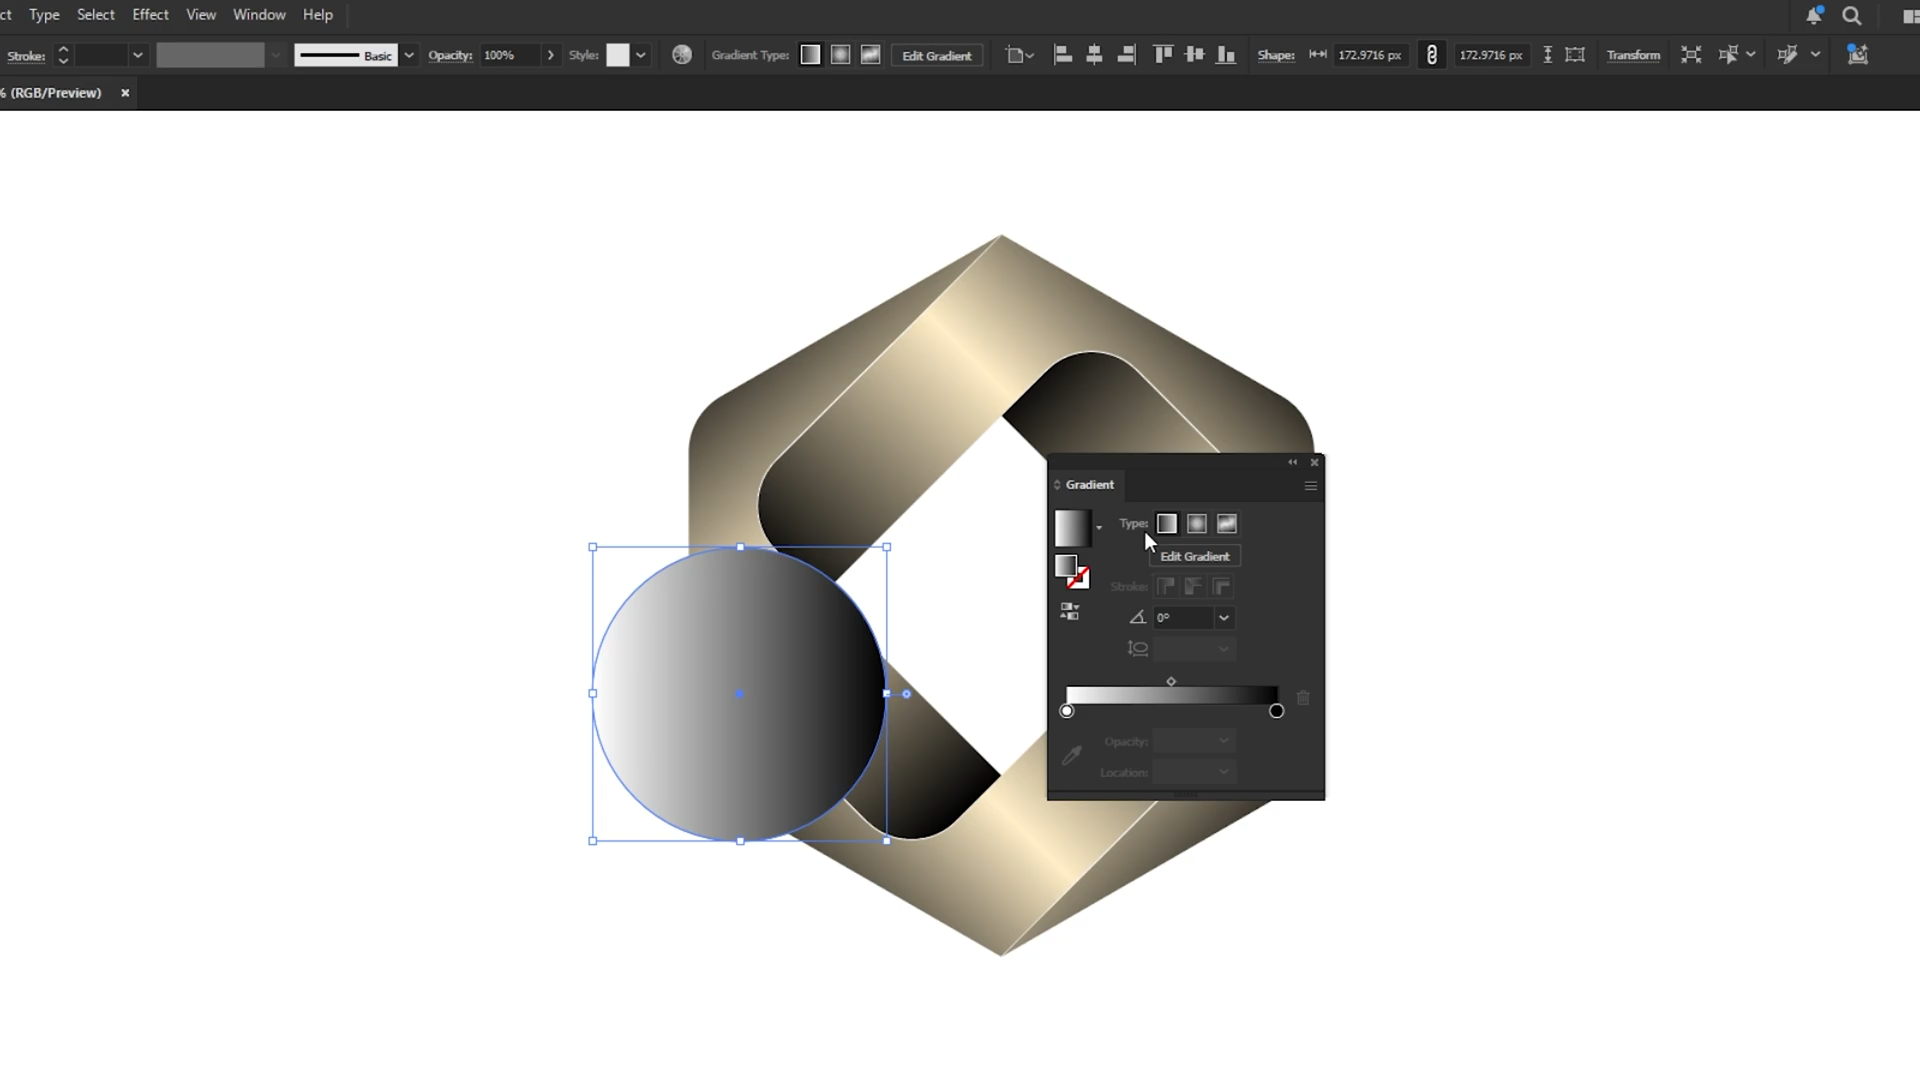 ct Type Select Effect View Window Help
Stroke: Basic Opacity: 100% Style: Gradient Type: Edit Gradient Shape: 172.9716 px 172.9716 px Transform
% (RGB/Preview) ×
Gradient
Type:
Edit Gradient
Stroke:
0°
Opacity:
Location: